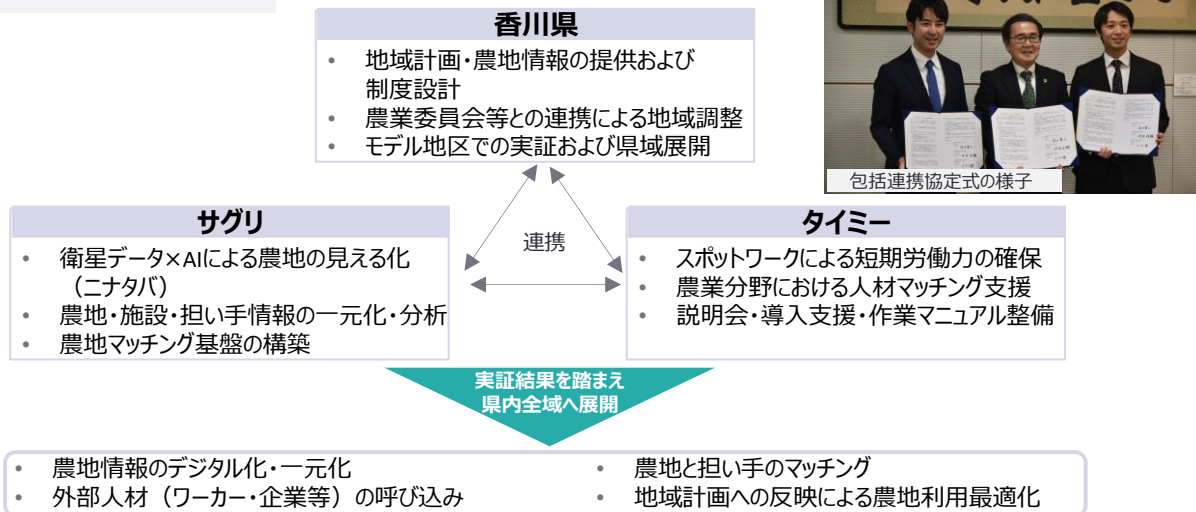 香川県
• 地域計画・農地情報の提供および
制度設計
• 農業委員会等との連携による地域調整
• モデル地区での実証および県域展開
包括連携協定式の様子
サグリ
• 衛星データ×AIによる農地の見える化
（ニナタバ）
• 農地・施設・担い手情報の一元化・分析
• 農地マッチング基盤の構築
連携
タイミー
• スポットワークによる短期労働力の確保
• 農業分野における人材マッチング支援
• 説明会・導入支援・作業マニュアル整備
実証結果を踏まえ
県内全域へ展開
• 農地情報のデジタル化・一元化
• 外部人材（ワーカー・企業等）の呼び込み
• 農地と担い手のマッチング
• 地域計画への反映による農地利用最適化